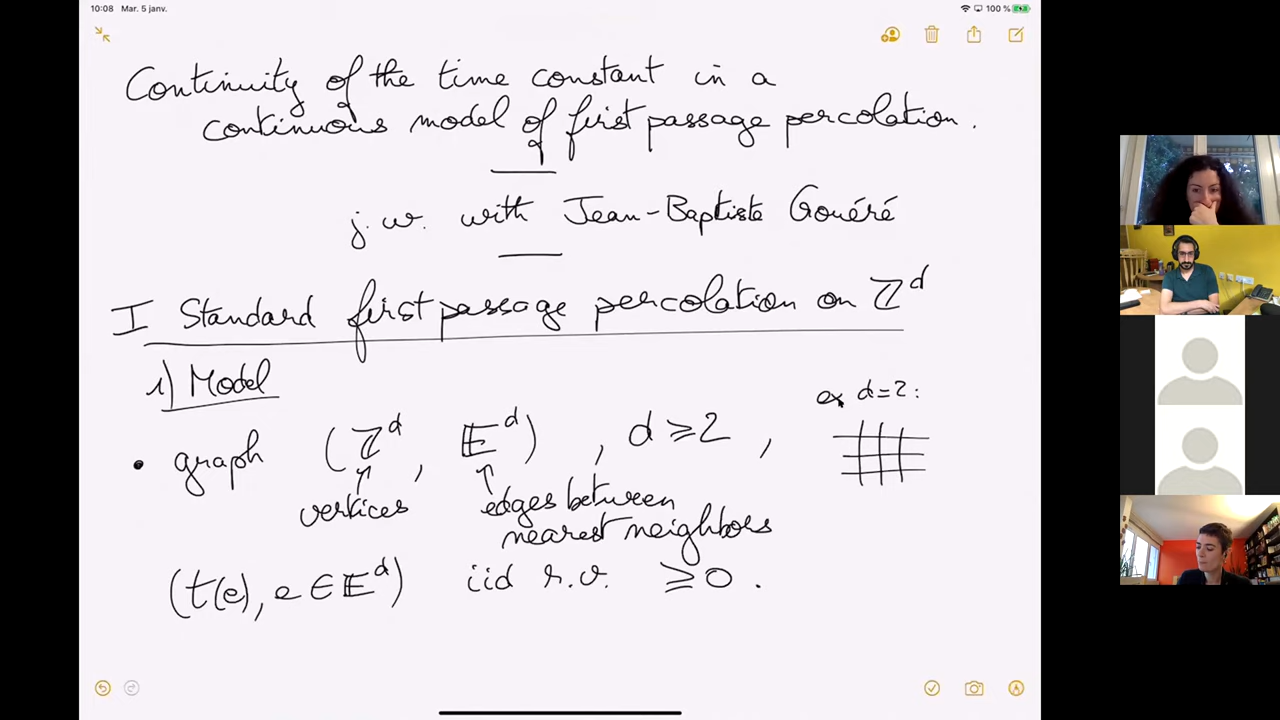 10:08 Mar. 5 janv.
100 %
Continuity of the time constant in a
continuous model of first passage percolation.
j.w. with Jean-Baptiste Gouéré
I Standard first passage percolation on ℤ^d
1) Model
ex d=2 :
• graph (ℤ^d, 𝔼^d), d ≥ 2,
vertices
edges between
nearest neighbors
(t(e), e ∈ 𝔼^d) iid r.v. ≥ 0.